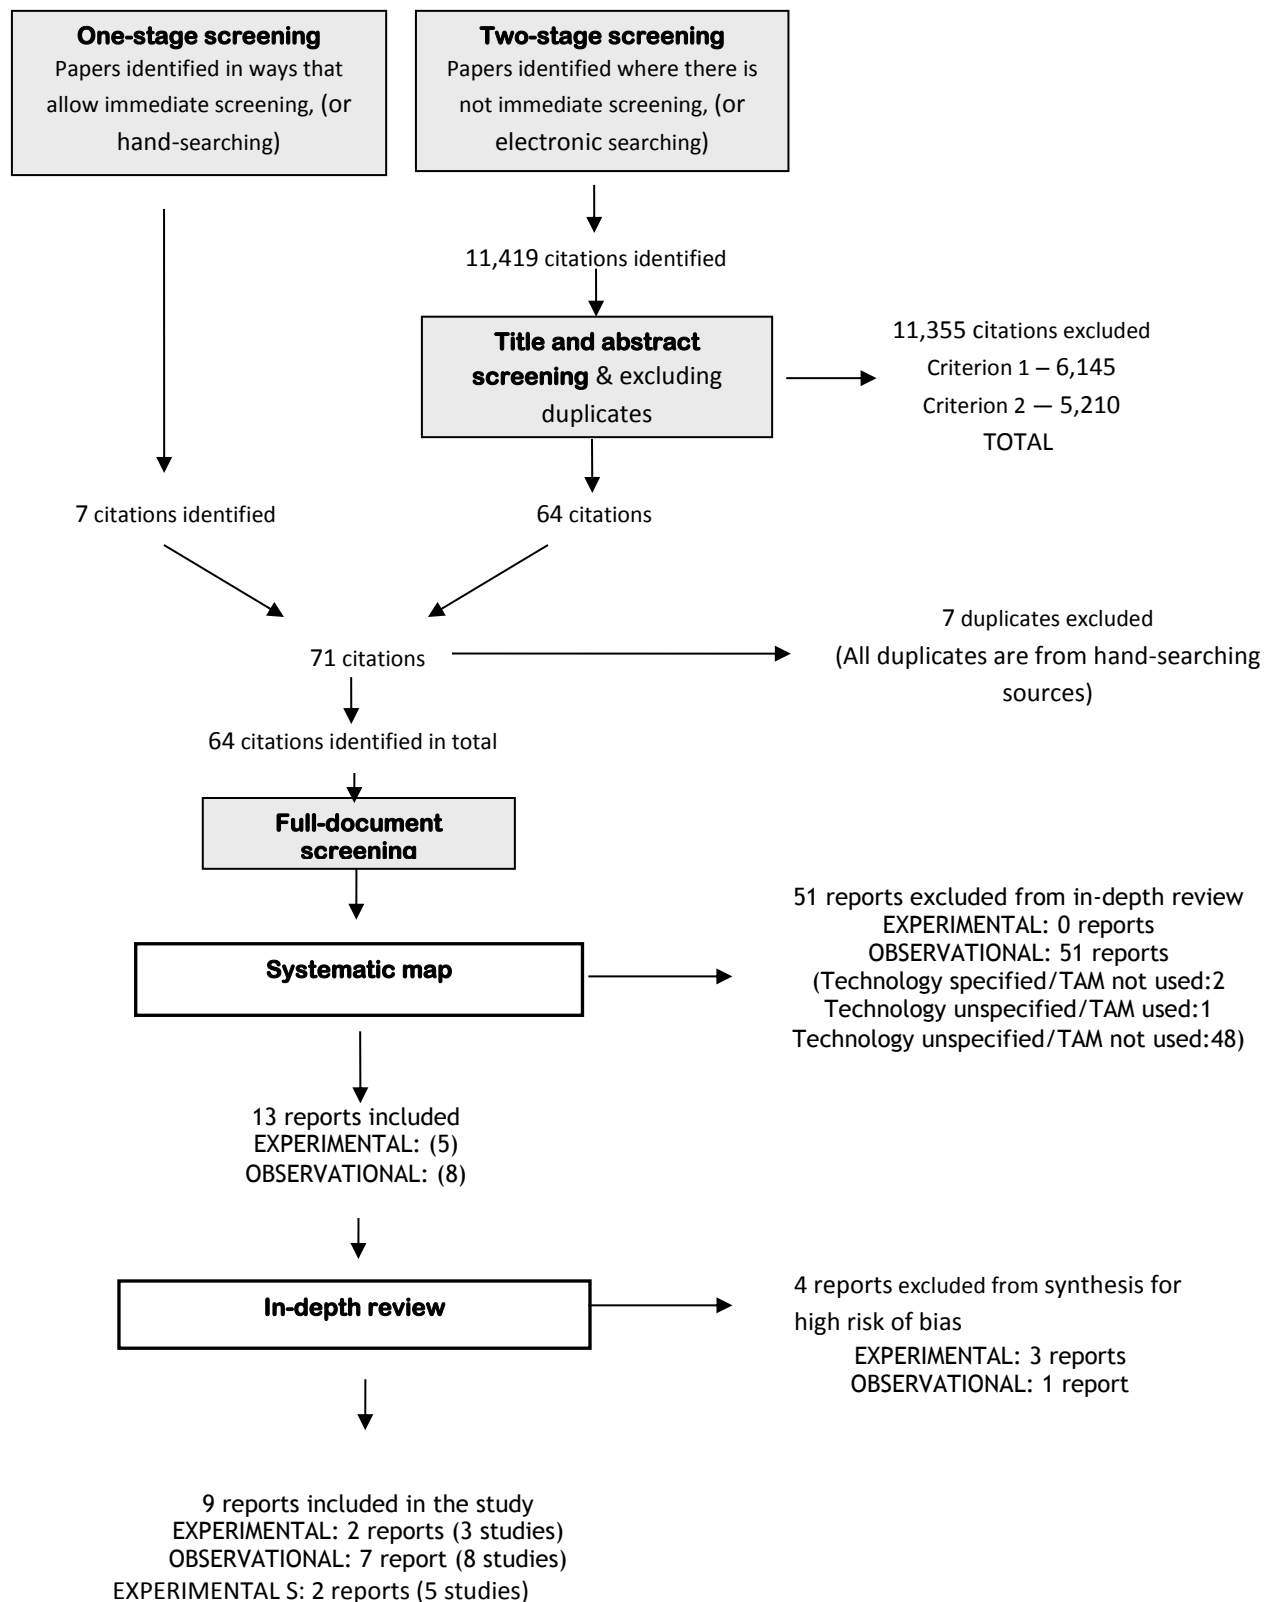 One-stage screening
Papers identified in ways that
allow immediate screening, (or
hand-searching)
Two-stage screening
Papers identified where there is
not immediate screening, (or
electronic searching)
11,419 citations identified
Title and abstract
screening & excluding
duplicates
11,355 citations excluded
Criterion 1 – 6,145
Criterion 2 — 5,210
TOTAL
7 citations identified
64 citations
71 citations
7 duplicates excluded
(All duplicates are from hand-searching
sources)
64 citations identified in total
Full-document
screening
Systematic map
51 reports excluded from in-depth review
EXPERIMENTAL: 0 reports
OBSERVATIONAL: 51 reports
(Technology specified/TAM not used:2
Technology unspecified/TAM used:1
Technology unspecified/TAM not used:48)
13 reports included
EXPERIMENTAL: (5)
OBSERVATIONAL: (8)
In-depth review
4 reports excluded from synthesis for
high risk of bias
EXPERIMENTAL: 3 reports
OBSERVATIONAL: 1 report
9 reports included in the study
EXPERIMENTAL: 2 reports (3 studies)
OBSERVATIONAL: 7 report (8 studies)
EXPERIMENTAL S: 2 reports (5 studies)